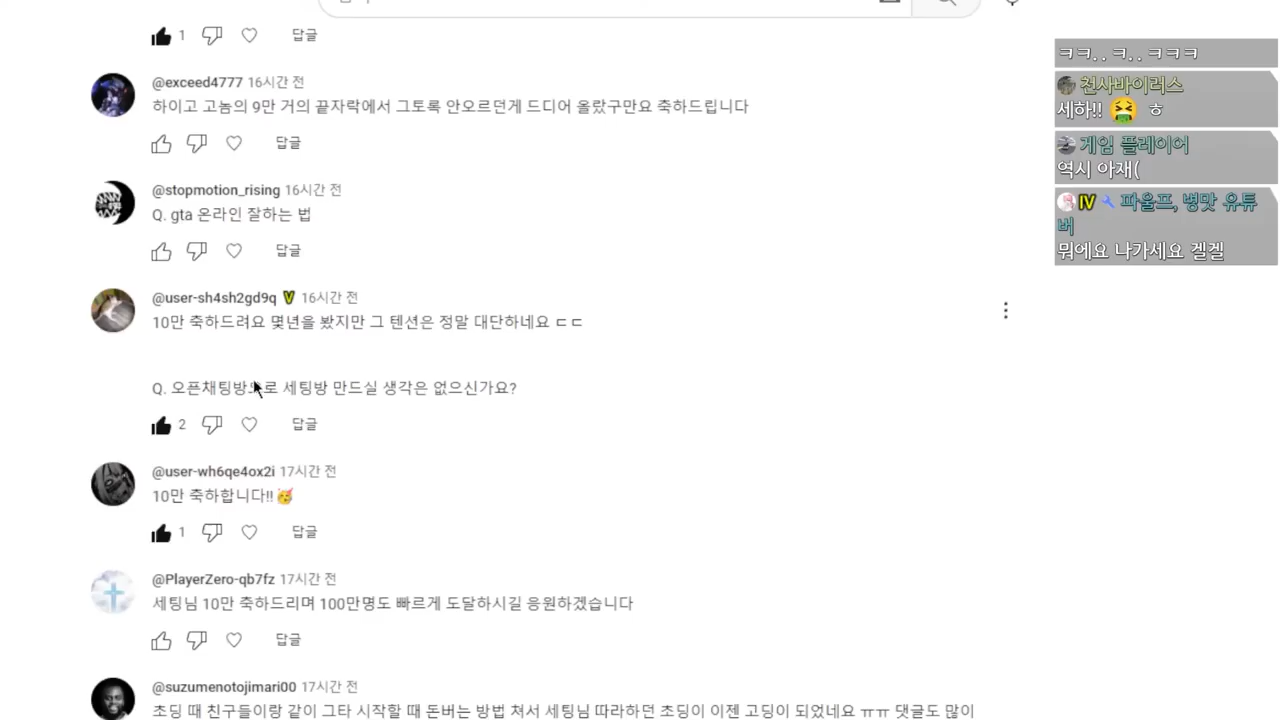 1 답글
@exceed4777 16시간 전
하이고 고놈의 9만 거의 끝자락에서 그토록 안오르던게 드디어 올랐구만요 축하드립니다
답글
@stopmotion_rising 16시간 전
Q. gta 온라인 잘하는 법
답글
@user-sh4sh2gd9q V 16시간 전
10만 축하드려요 몇년을 봤지만 그 텐션은 정말 대단하네요 ㄷㄷ
Q. 오픈채팅방으로 세팅방 만드실 생각은 없으신가요?
2 답글
@user-wh6qe4ox2i 17시간 전
10만 축하합니다!! 🥳
1 답글
@PlayerZero-qb7fz 17시간 전
세팅님 10만 축하드리며 100만명도 빠르게 도달하시길 응원하겠습니다
답글
@suzumenotojimari00 17시간 전
초딩 때 친구들이랑 같이 그타 시작할 때 돈버는 방법 쳐서 세팅님 따라하던 초딩이 이젠 고딩이 되었네요 ㅠㅠ 댓글도 많이
ㅋㅋ..ㅋ..ㅋㅋㅋ
천사바이러스
세하!! 🤮 ㅎ
게임 플레이어
역시 아재(
IV 파울프, 병맛 유튜
버
뭐에요 나가세요 겔겔